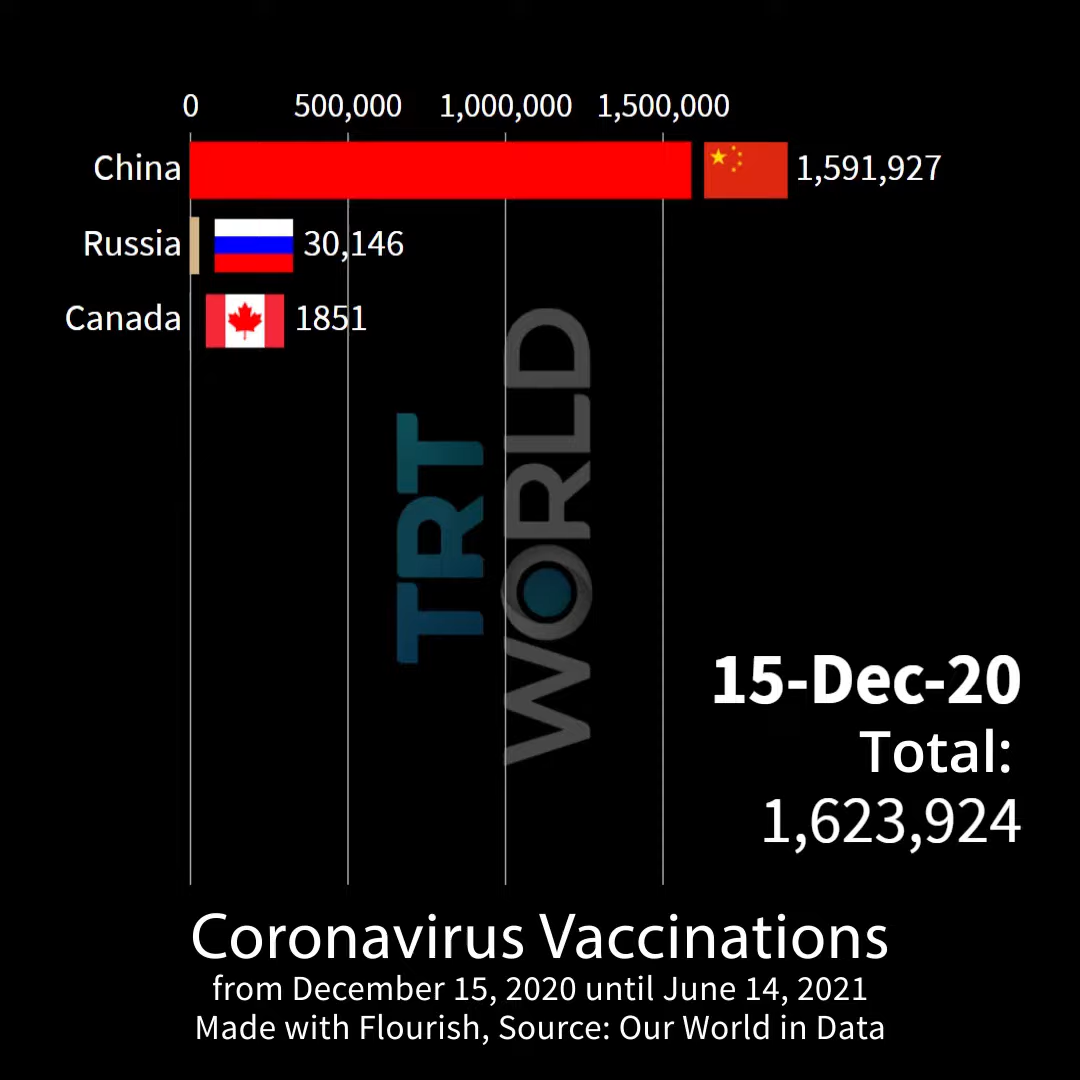 0 500,000 1,000,000 1,500,000
China 1,591,927
Russia 30,146
Canada 1851
TRT
WORLD
15-Dec-20
Total:
1,623,924
Coronavirus Vaccinations
from December 15, 2020 until June 14, 2021
Made with Flourish, Source: Our World in Data